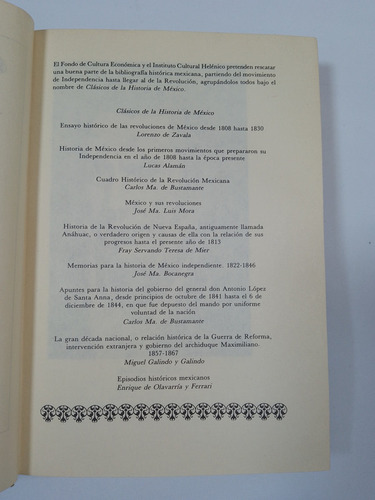 El Fondo de Cultura Económica y el Instituto Cultural Helénico pretenden rescatar
una buena parte de la bibliografía histórica mexicana, partiendo del movimiento
de Independencia hasta llegar al de la Revolución, agrupándolos todos bajo el
nombre de Clásicos de la Historia de México.
Clásicos de la Historia de México
Ensayo histórico de las revoluciones de México desde 1808 hasta 1830
Lorenzo de Zavala
Historia de México desde los primeros movimientos que prepararon su
Independencia en el año de 1808 hasta la época presente
Lucas Alamán
Cuadro Histórico de la Revolución Mexicana
Carlos Ma. de Bustamante
México y sus revoluciones
José Ma. Luis Mora
Historia de la Revolución de Nueva España, antiguamente llamada
Anáhuac, o verdadero origen y causas de ella con la relación de sus
progresos hasta el presente año de 1813
Fray Servando Teresa de Mier
Memorias para la historia de México independiente. 1822-1846
José Ma. Bocanegra
Apuntes para la historia del gobierno del general don Antonio López
de Santa Anna, desde principios de octubre de 1841 hasta el 6 de
diciembre de 1844, en que fue depuesto del mando por uniforme
voluntad de la nación
Carlos Ma. de Bustamante
La gran década nacional, o relación histórica de la Guerra de Reforma,
intervención extranjera y gobierno del archiduque Maximiliano.
1857-1867
Miguel Galindo y Galindo
Episodios históricos mexicanos
Enrique de Olavarría y Ferrari